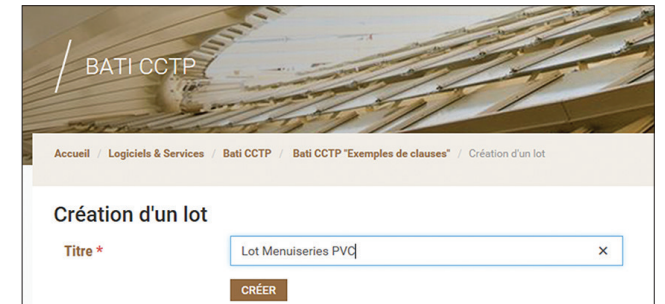 BATI CCTP
Accueil / Logiciels & Services / Bati CCTP / Bati CCTP "Exemples de clauses" / Création d'un lot
Création d'un lot
Titre *
Lot Menuiseries PVC
CRÉER